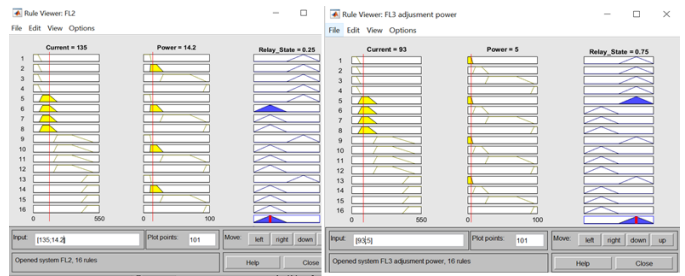 Rule Viewer: FL2
File Edit View Options
Current = 135 Power = 14.2 Relay_State = 0.25
1
2
3
4
5
6
7
8
9
10
11
12
13
14
15
16
0 550 0 100
Input: [135;14.2] Plot points: 101 Move: left right down
Opened system FL2, 16 rules Help Close
Rule Viewer: FL3 adjusment power
File Edit View Options
Current = 93 Power = 5 Relay_State = 0.75
1
2
3
4
5
6
7
8
9
10
11
12
13
14
15
16
0 550 0 100
Input: [93;5] Plot points: 101 Move: left right down up
Opened system FL3 adjusment power, 16 rules Help Close